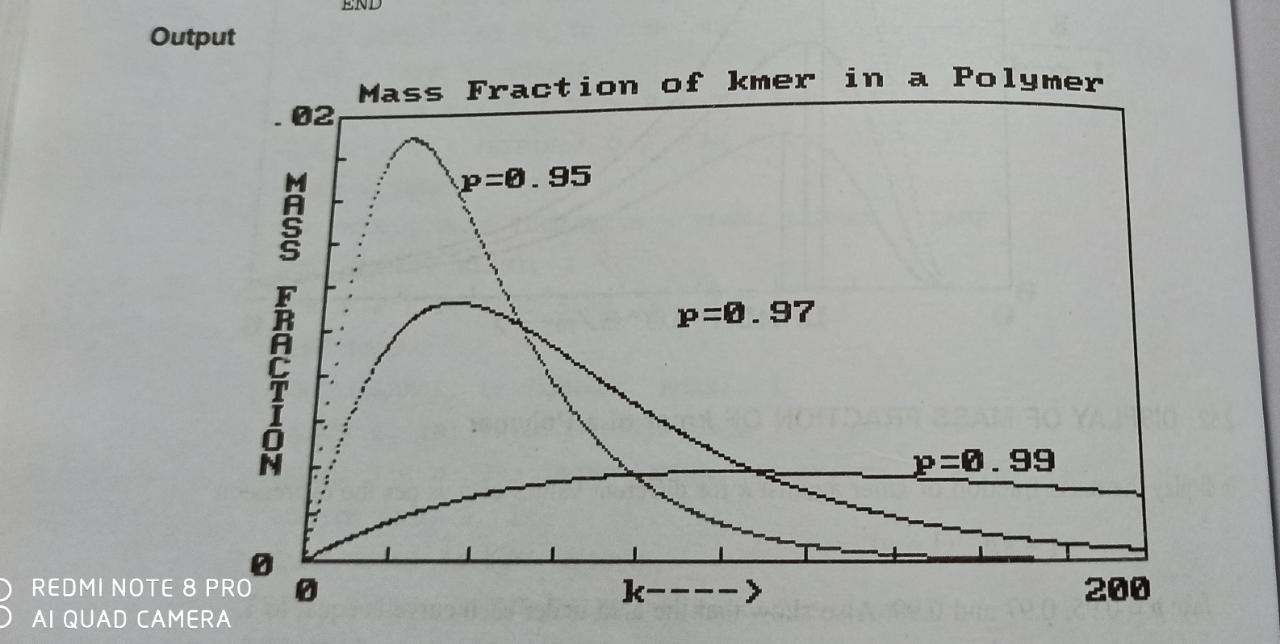 END
Output
Mass Fraction of kmer in a Polymer
.02
MASS FRACTION
p=0.95
p=0.97
p=0.99
0
0 k----> 200
REDMI NOTE 8 PRO
AI QUAD CAMERA